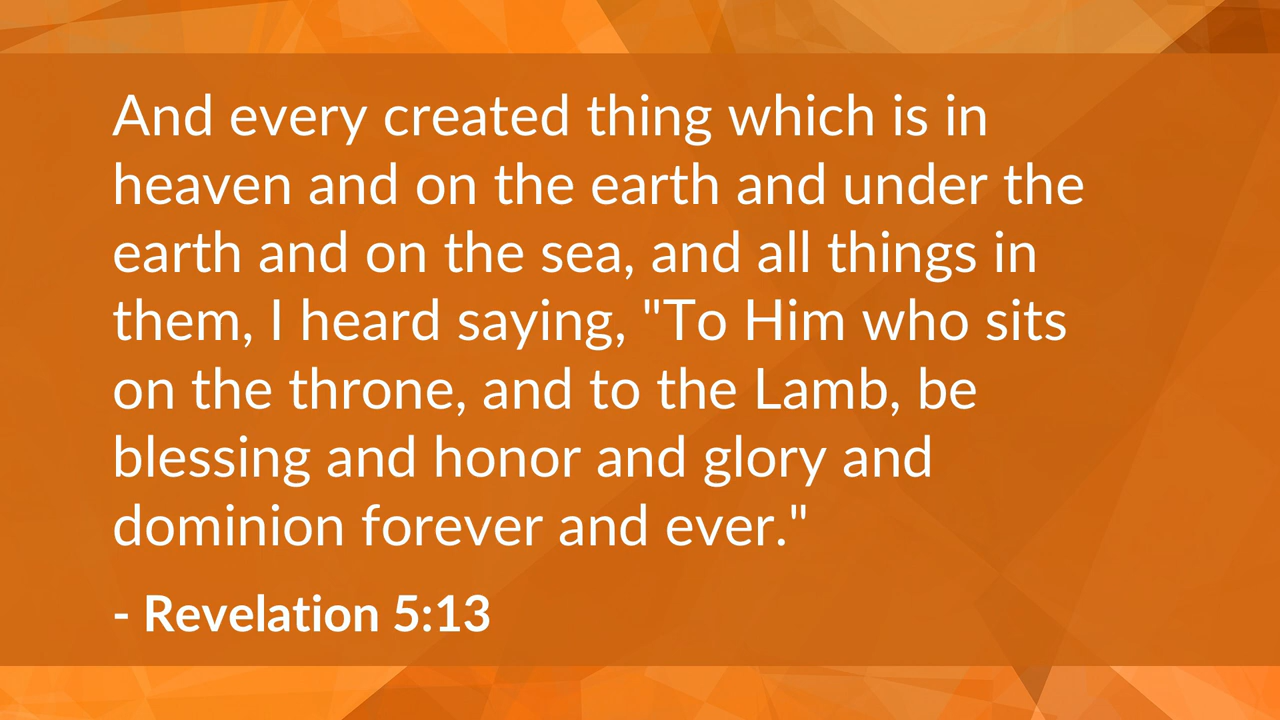 And every created thing which is in
heaven and on the earth and under the
earth and on the sea, and all things in
them, I heard saying, "To Him who sits
on the throne, and to the Lamb, be
blessing and honor and glory and
dominion forever and ever."
- Revelation 5:13